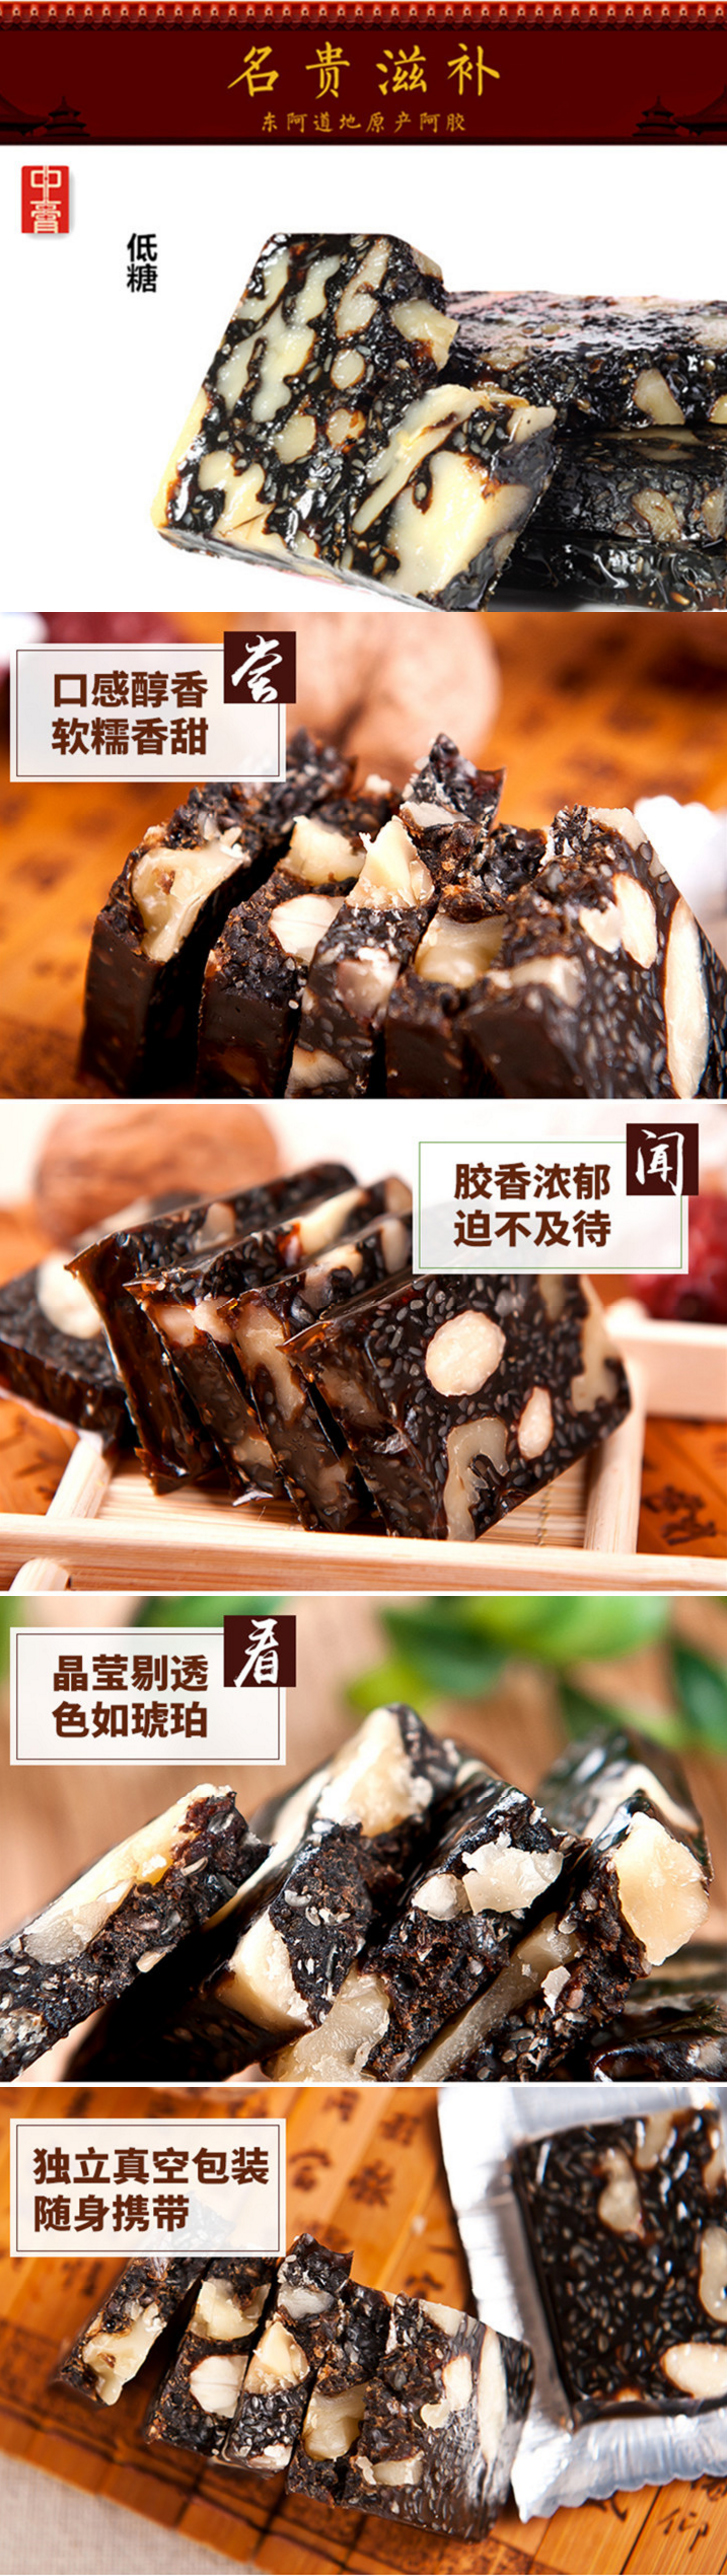 名贵滋补
东阿道地原产阿胶
中膏
低糖
尝
口感醇香
软糯香甜
闻
胶香浓郁
迫不及待
看
晶莹剔透
色如琥珀
独立真空包装
随身携带